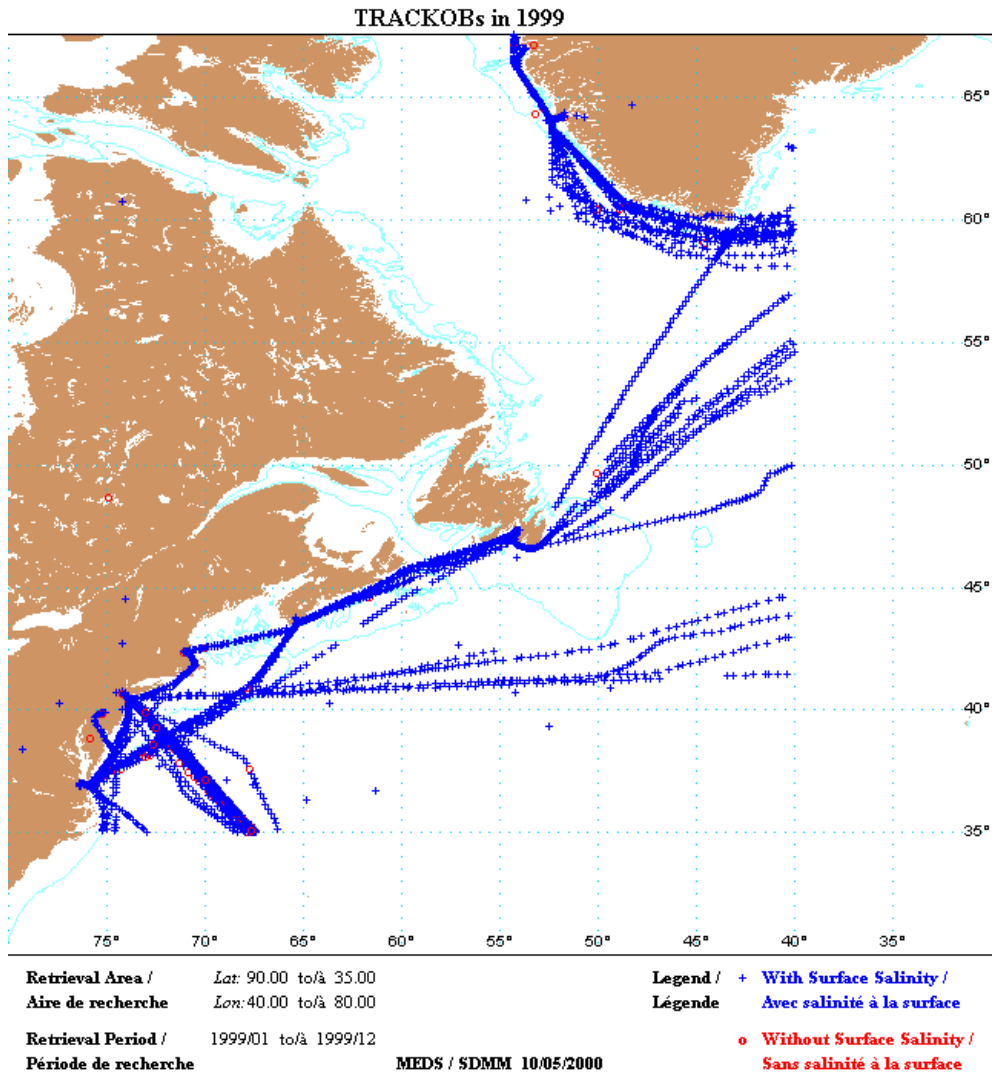 TRACKOBs in 1999
65°
60°
55°
50°
45°
40°
35°
75° 70° 65° 60° 55° 50° 45° 40° 35°
Retrieval Area / Lat: 90.00 to/à 35.00 Legend / + With Surface Salinity /
Aire de recherche Lon: 40.00 to/à 80.00 Légende Avec salinité à la surface
Retrieval Period / 1999/01 to/à 1999/12 o Without Surface Salinity /
Période de recherche MEDS / SDMM 10/05/2000 Sans salinité à la surface